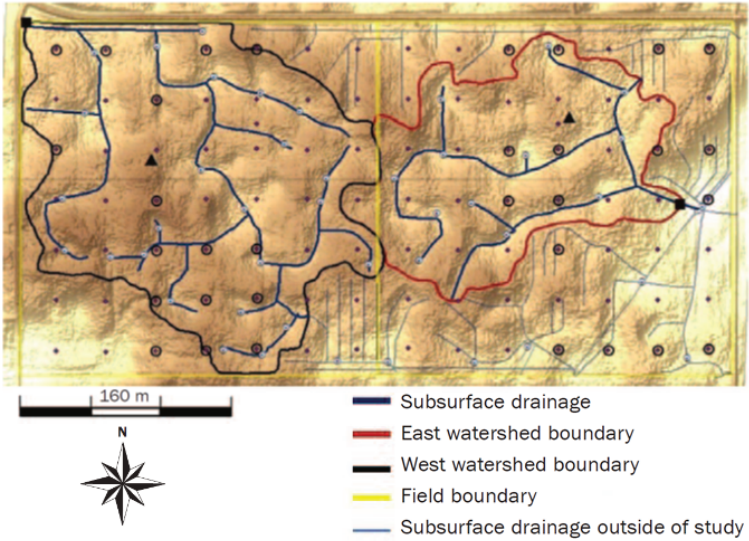 160 m
N
Subsurface drainage
East watershed boundary
West watershed boundary
Field boundary
Subsurface drainage outside of study